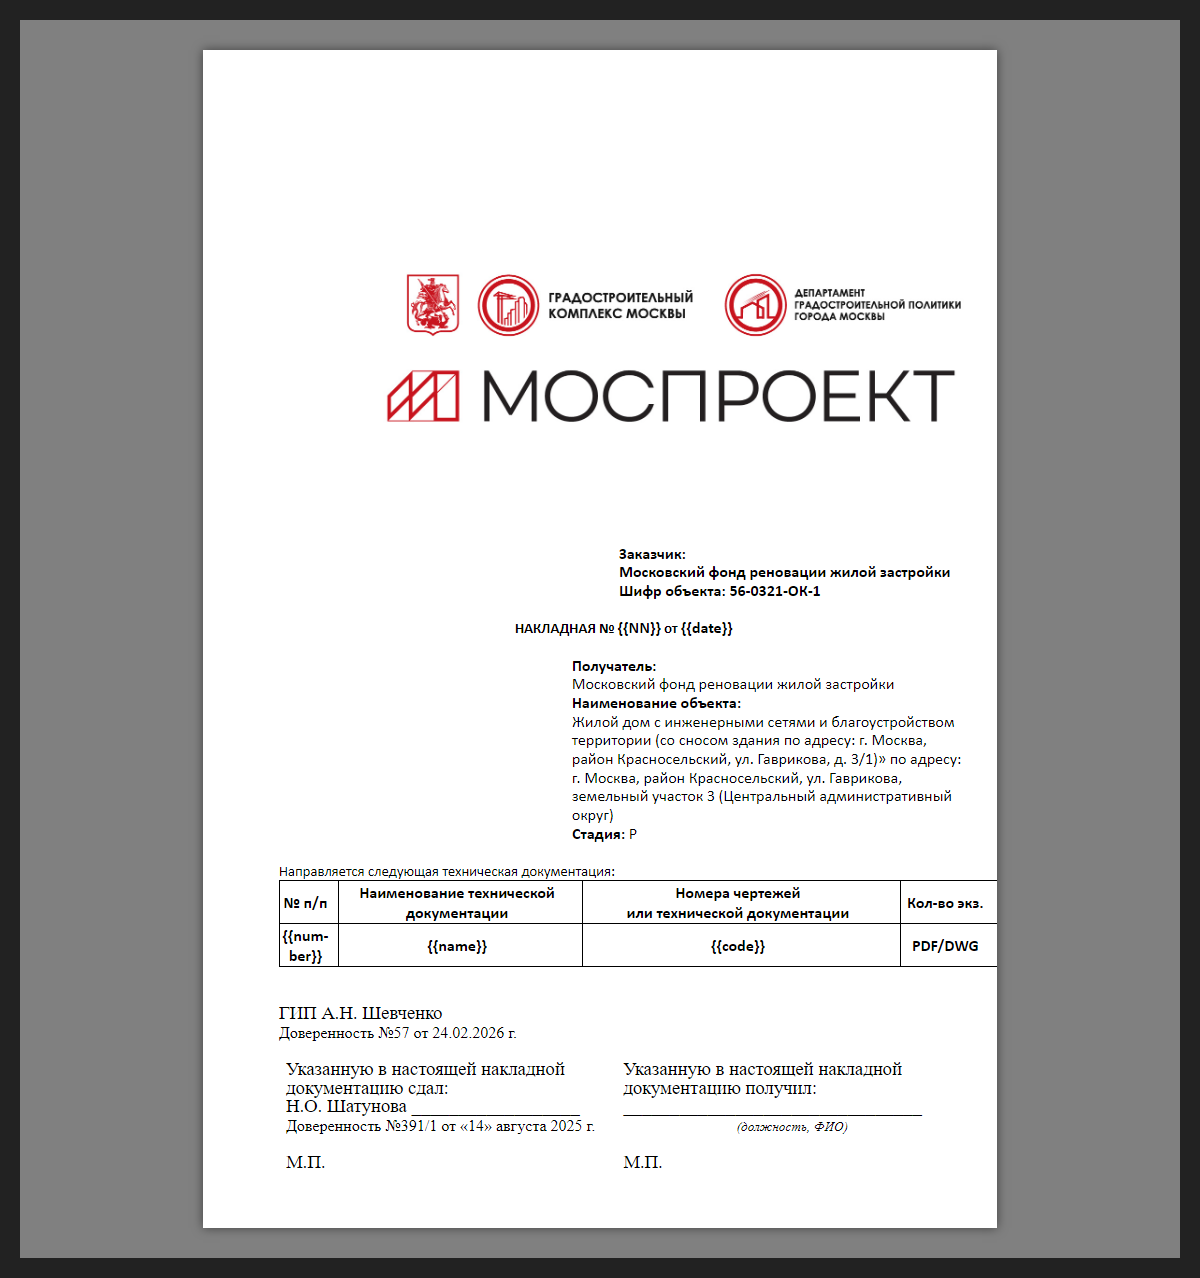 ГРАДОСТРОИТЕЛЬНЫЙ
КОМПЛЕКС МОСКВЫ
ДЕПАРТАМЕНТ
ГРАДОСТРОИТЕЛЬНОЙ ПОЛИТИКИ
ГОРОДА МОСКВЫ
МОСПРОЕКТ
Заказчик:
Московский фонд реновации жилой застройки
Шифр объекта: 56-0321-ОК-1
НАКЛАДНАЯ № {{NN}} от {{date}}
Получатель:
Московский фонд реновации жилой застройки
Наименование объекта:
Жилой дом с инженерными сетями и благоустройством
территории (со сносом здания по адресу: г. Москва,
район Красносельский, ул. Гаврикова, д. 3/1)» по адресу:
г. Москва, район Красносельский, ул. Гаврикова,
земельный участок 3 (Центральный административный
округ)
Стадия: Р
Направляется следующая техническая документация:
№ п/п
Наименование технической
документации
Номера чертежей
или технической документации
Кол-во экз.
{{num-
ber}}
{{name}}
{{code}}
PDF/DWG
ГИП А.Н. Шевченко
Доверенность №57 от 24.02.2026 г.
Указанную в настоящей накладной
документацию сдал:
Н.О. Шатунова ___________________
Доверенность №391/1 от «14» августа 2025 г.
М.П.
Указанную в настоящей накладной
документацию получил:
__________________________________
(должность, ФИО)
М.П.